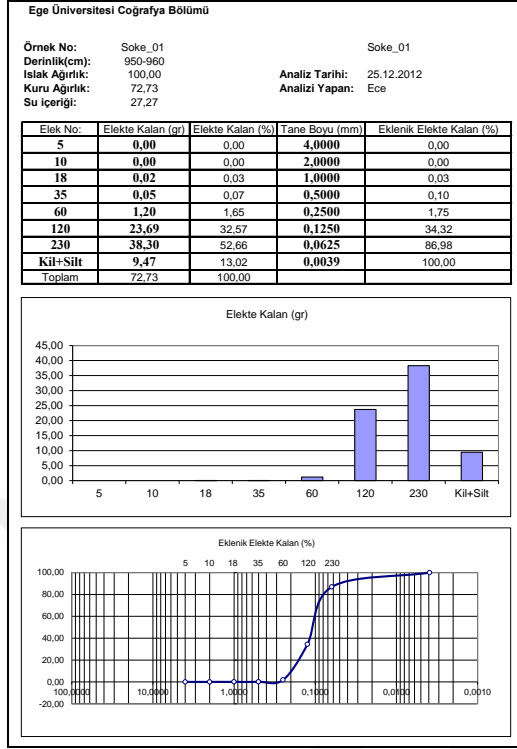 Ege Üniversitesi Coğrafya Bölümü
Örnek No: Soke_01 Soke_01
Derinlik(cm): 950-960
Islak Ağırlık: 100,00 Analiz Tarihi: 25.12.2012
Kuru Ağırlık: 72,73 Analizi Yapan: Ece
Su içeriği: 27,27
Elek No: Elekte Kalan (gr) Elekte Kalan (%) Tane Boyu (mm) Eklenik Elekte Kalan (%)
5 0,00 0,00 4,0000 0,00
10 0,00 0,00 2,0000 0,00
18 0,02 0,03 1,0000 0,03
35 0,05 0,07 0,5000 0,10
60 1,20 1,65 0,2500 1,75
120 23,69 32,57 0,1250 34,32
230 38,30 52,66 0,0625 86,98
Kil+Silt 9,47 13,02 0,0039 100,00
Toplam 72,73 100,00
Elekte Kalan (gr)
45,00
40,00
35,00
30,00
25,00
20,00
15,00
10,00
5,00
0,00
5 10 18 35 60 120 230 Kil+Silt
Eklenik Elekte Kalan (%)
5 10 18 35 60 120 230
100,00
80,00
60,00
40,00
20,00
0,00
100,0000 10,0000 1,0000 0,1000 0,0100 0,0010
-20,00